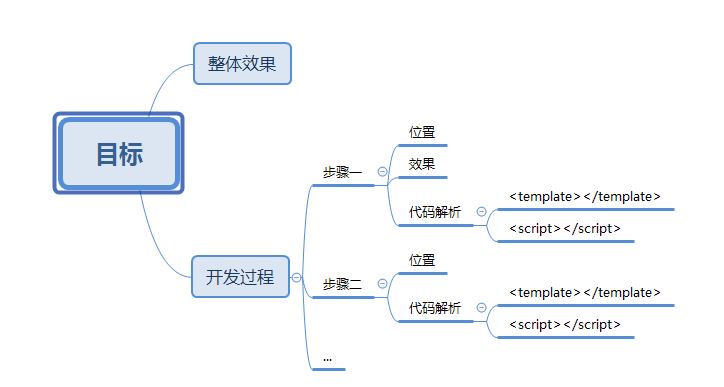 整体效果
目标
开发过程
步骤一
位置
效果
代码解析
<template></template>
<script></script>
步骤二
位置
代码解析
<template></template>
<script></script>
...